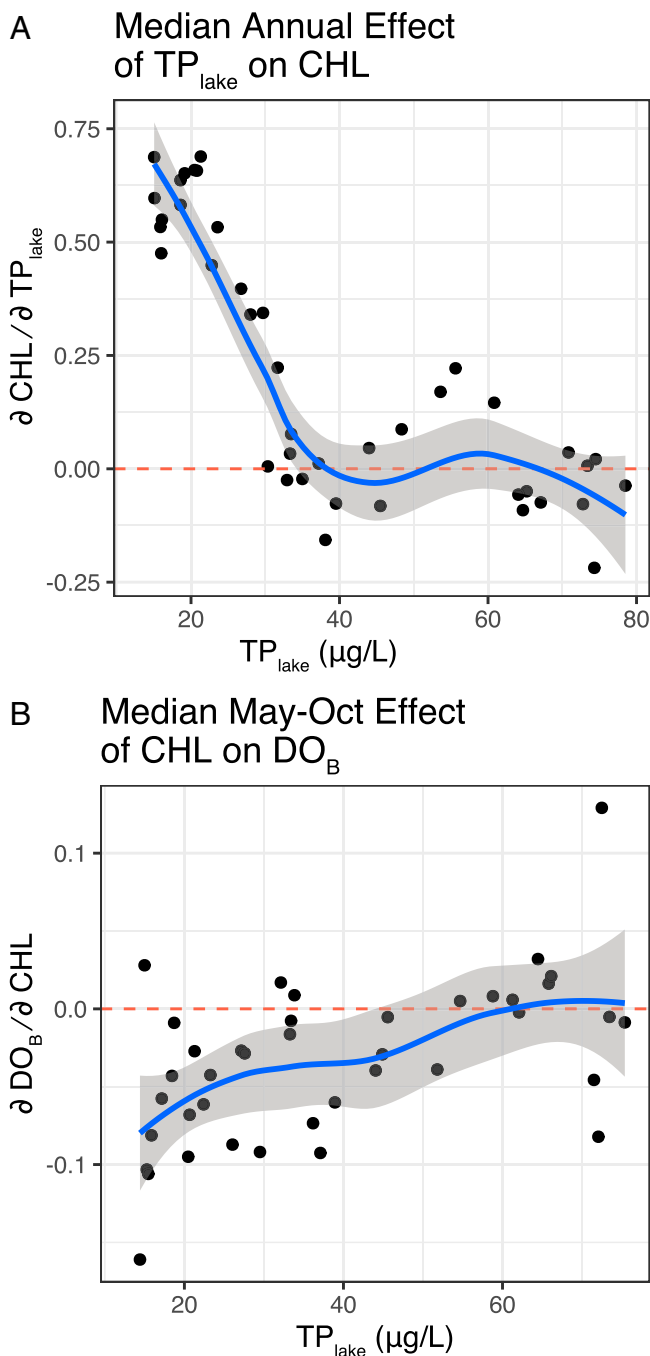 A
Median Annual Effect
of TPlake on CHL
∂ CHL / ∂ TPlake
0.75
0.50
0.25
0.00
-0.25
20 40 60 80
TPlake (µg/L)
B
Median May-Oct Effect
of CHL on DOB
∂ DOB / ∂ CHL
0.1
0.0
-0.1
20 40 60
TPlake (µg/L)